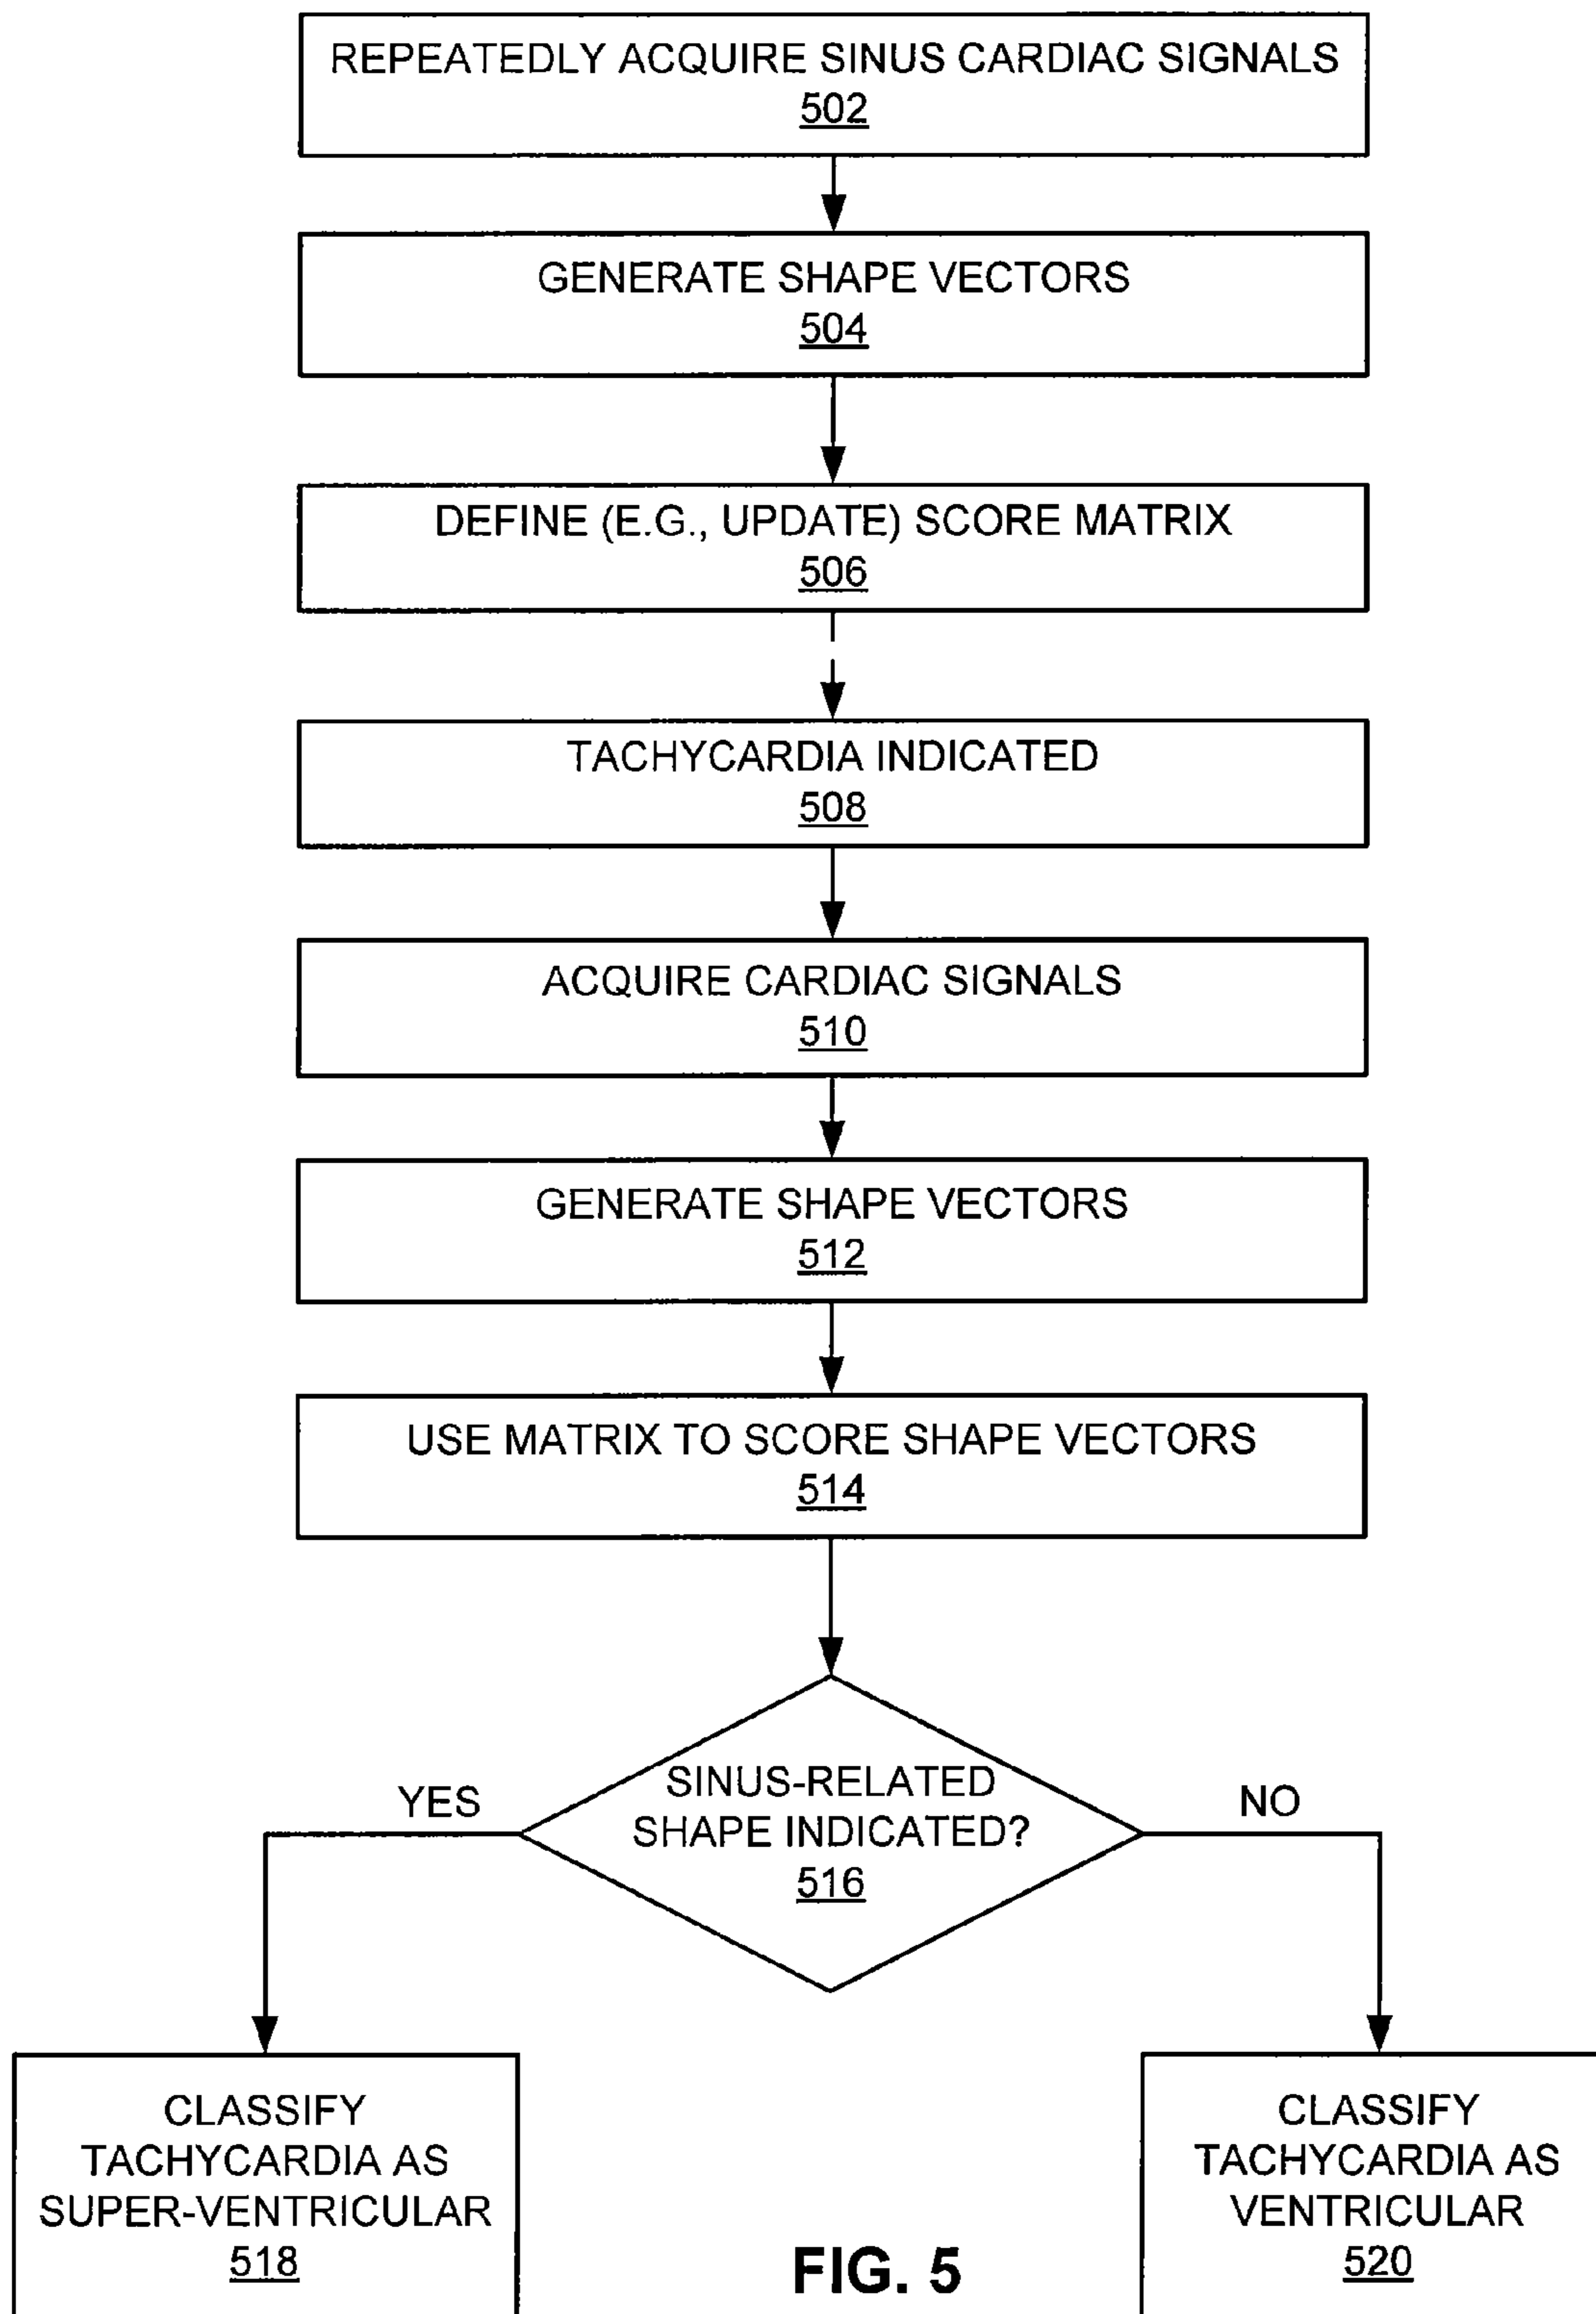 REPEATEDLY ACQUIRE SINUS CARDIAC SIGNALS
502
GENERATE SHAPE VECTORS
504
DEFINE (E.G., UPDATE) SCORE MATRIX
506
TACHYCARDIA INDICATED
508
ACQUIRE CARDIAC SIGNALS
510
GENERATE SHAPE VECTORS
512
USE MATRIX TO SCORE SHAPE VECTORS
514
SINUS-RELATED
SHAPE INDICATED?
516
YES
NO
CLASSIFY
TACHYCARDIA AS
SUPER-VENTRICULAR
518
CLASSIFY
TACHYCARDIA AS
VENTRICULAR
520
FIG. 5